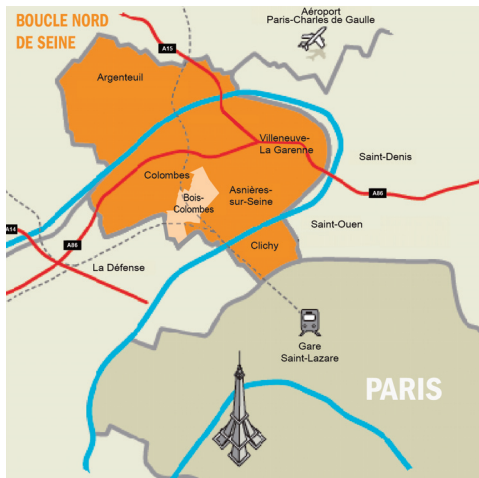 BOUCLE NORD
DE SEINE
Aéroport
Paris-Charles de Gaulle
A15
Argenteuil
Villeneuve-
La Garenne
Saint-Denis
Colombes
Bois-
Colombes
Asnières-
sur-Seine
A86
Saint-Ouen
A14
A86
Clichy
La Défense
Gare
Saint-Lazare
PARIS